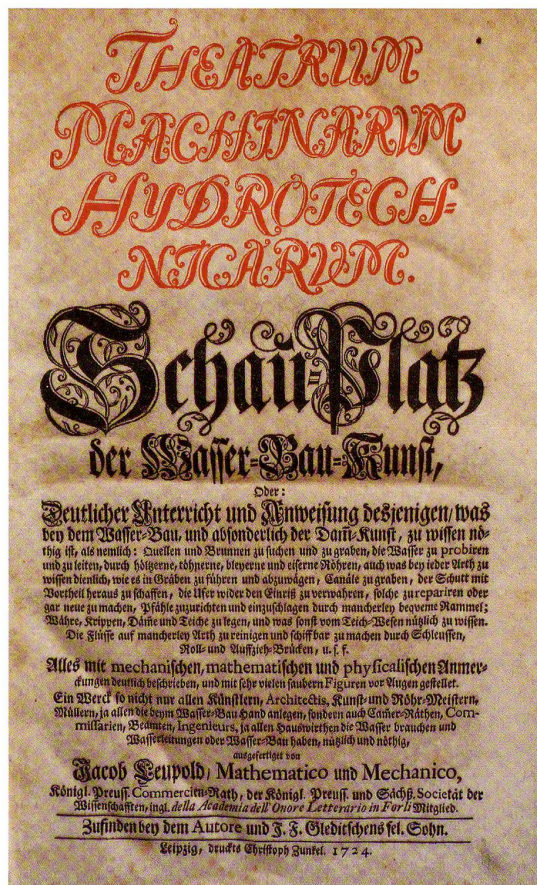 THEATRUM
MACHINARUM
HYDROTECH=
NICARUM.
Schau Platz
der Wasser=Bau=Kunst,
Oder:
Deutlicher Unterricht und Anweisung desjenigen, was
bey dem Wasser-Bau, und absonderlich der Dam̄-Kunst, zu wissen nö-
thig ist, als nemlich: Quellen und Brunnen zu suchen und zu graben, die Wasser zu probiren
und zu leiten, durch höltzerne, töhnerne, bleyerne und eiserne Röhren, auch was bey jeder Arth zu
wissen dienlich, wie es in Gräben zu führen und abzuwägen, Canäle zu graben, der Schutt mit
Vortheil heraus zu schaffen, die Ufer wider den Einriß zu verwahren, solche zu repariren oder
gar neue zu machen, Pfähle zuzurichten und einzuschlagen durch mancherley beqveme Rammel;
Währe, Krippen, Däm̄e und Teiche zu legen, und was sonst vom Teich-Wesen nützlich zu wissen.
Die Flüsse auf mancherley Arth zu reinigen und schiffbar zu machen durch Schleussen,
Roll- und Auffzieh-Brücken, u. s. f.
Alles mit mechanischen, mathematischen und physicalischen Anmer-
ckungen deutlich beschrieben, und mit sehr vielen saubern Figuren vor Augen gestellet.
Ein Werck so nicht nur allen Künstlern, Architectis, Kunst- und Röhr-Meistern,
Müllern, ja allen die beym Wasser-Bau Hand anlegen, sondern auch Cam̄er-Räthen, Com-
missarien, Beamten, Ingenieurs, ja allen Hauswirthen die Wasser brauchen und
Wasserleitungen oder Wasser-Bau haben, nützlich und nöthig,
ausgefertiget von
Jacob Leupold, Mathematico und Mechanico,
Königl. Preuss. Commercien-Rath, der Königl. Preuss. und Sächß. Societät der
Wissenschafften, ingl. della Academia dell' Onore Letterario in Forli Mitglied.
Zufinden bey dem Autore und J. F. Gleditschens sel. Sohn.
Leipzig, druckts Christoph Zunkel. 1724.